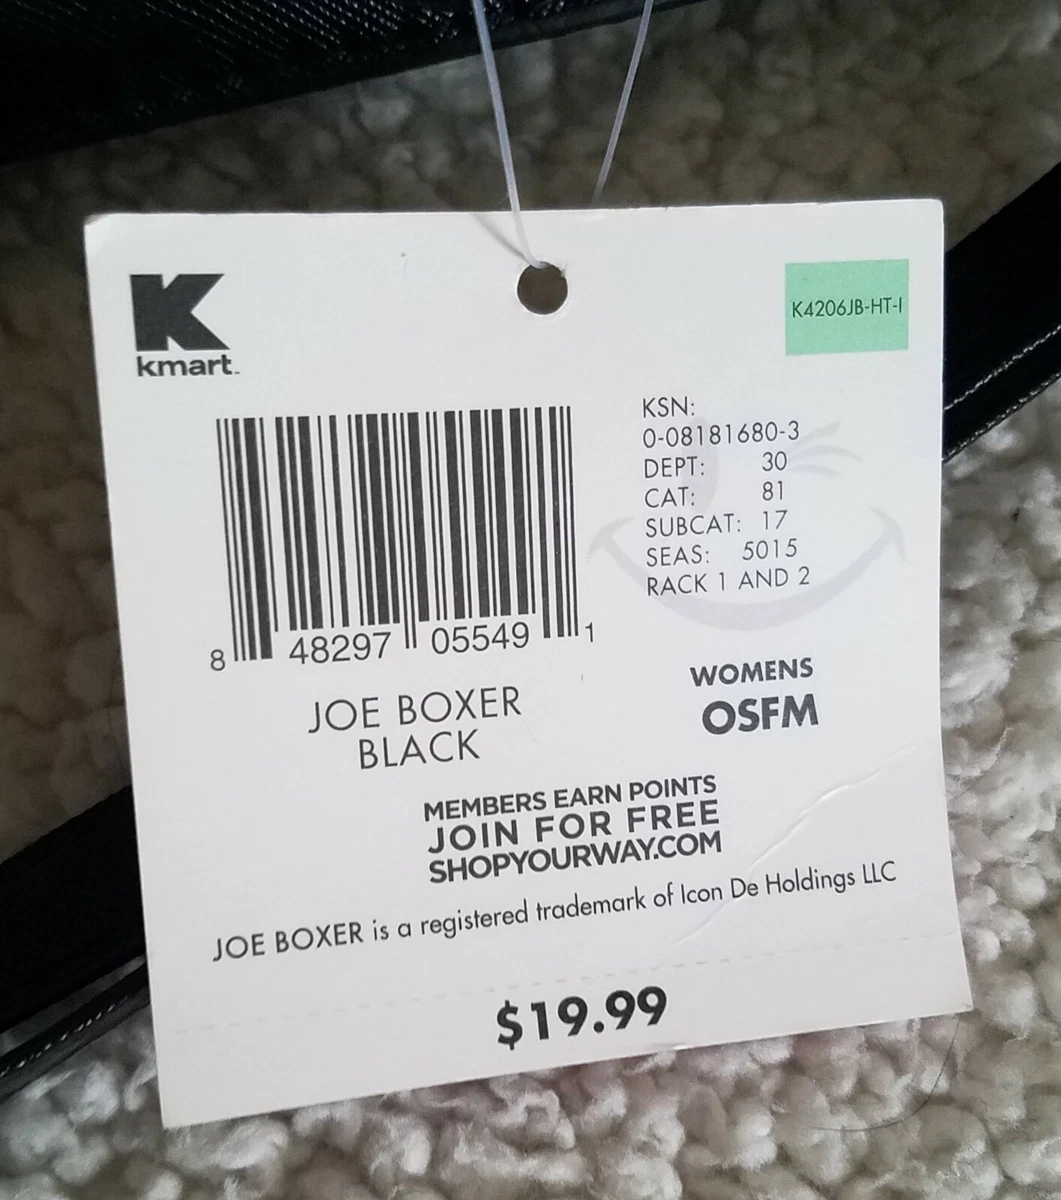 K
kmart.
K4206JB-HT-I
KSN:
0-08181680-3
DEPT: 30
CAT: 81
SUBCAT: 17
SEAS: 5015
RACK 1 AND 2
8 48297 05549 1
JOE BOXER
BLACK
WOMENS
OSFM
MEMBERS EARN POINTS
JOIN FOR FREE
SHOPYOURWAY.COM
JOE BOXER is a registered trademark of Icon De Holdings LLC
$19.99